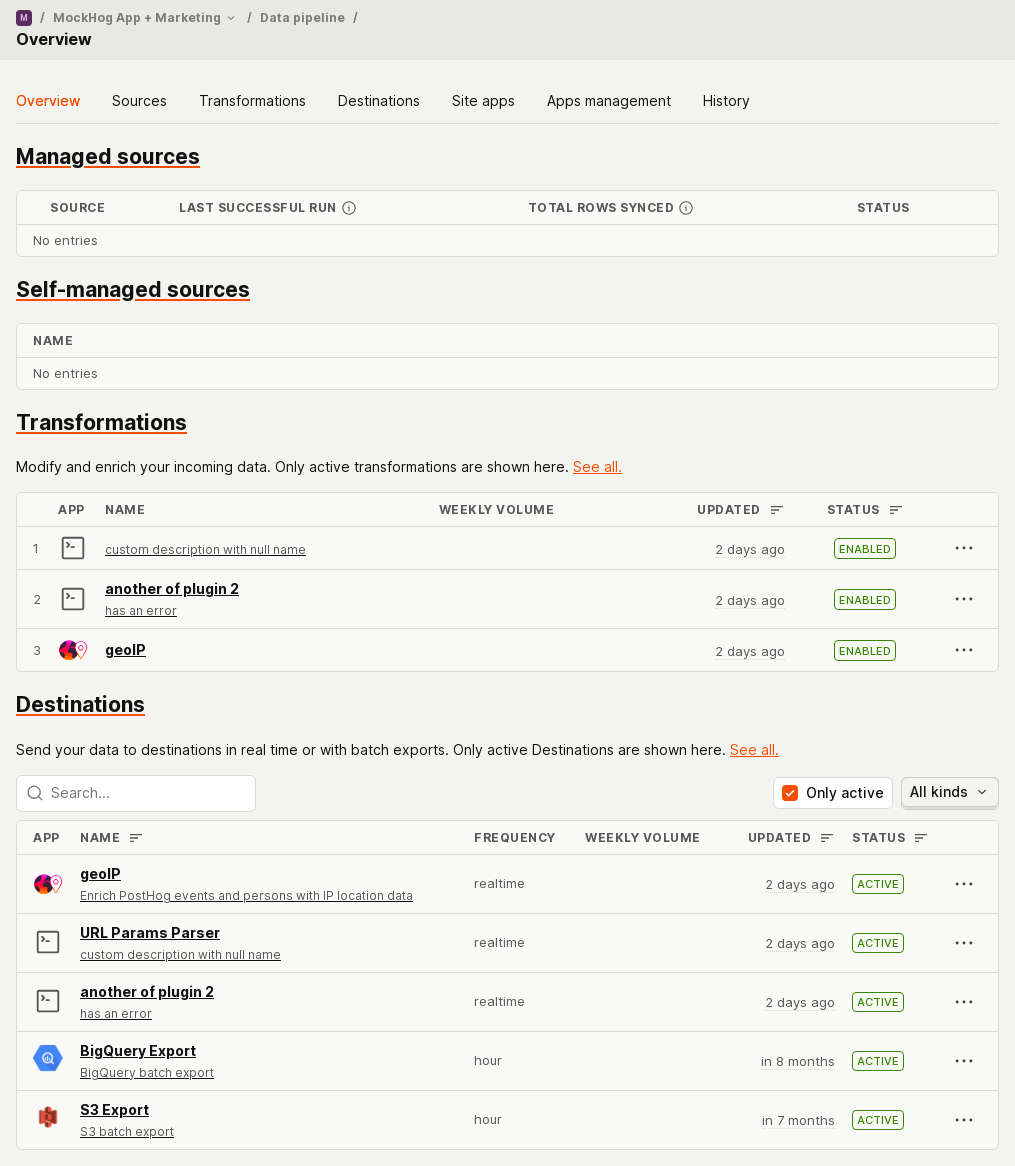 M / MockHog App + Marketing / Data pipeline /
Overview
Overview Sources Transformations Destinations Site apps Apps management History
Managed sources
SOURCE LAST SUCCESSFUL RUN TOTAL ROWS SYNCED STATUS
No entries
Self-managed sources
NAME
No entries
Transformations
Modify and enrich your incoming data. Only active transformations are shown here. See all.
APP NAME WEEKLY VOLUME UPDATED STATUS
1 custom description with null name 2 days ago ENABLED
another of plugin 2
2 2 days ago ENABLED
has an error
3 geoIP 2 days ago ENABLED
Destinations
Send your data to destinations in real time or with batch exports. Only active Destinations are shown here. See all.
Search... Only active All kinds
APP NAME FREQUENCY WEEKLY VOLUME UPDATED STATUS
geoIP
realtime 2 days ago ACTIVE
Enrich PostHog events and persons with IP location data
URL Params Parser
realtime 2 days ago ACTIVE
custom description with null name
another of plugin 2
realtime 2 days ago ACTIVE
has an error
BigQuery Export
hour in 8 months ACTIVE
BigQuery batch export
S3 Export
hour in 7 months ACTIVE
S3 batch export